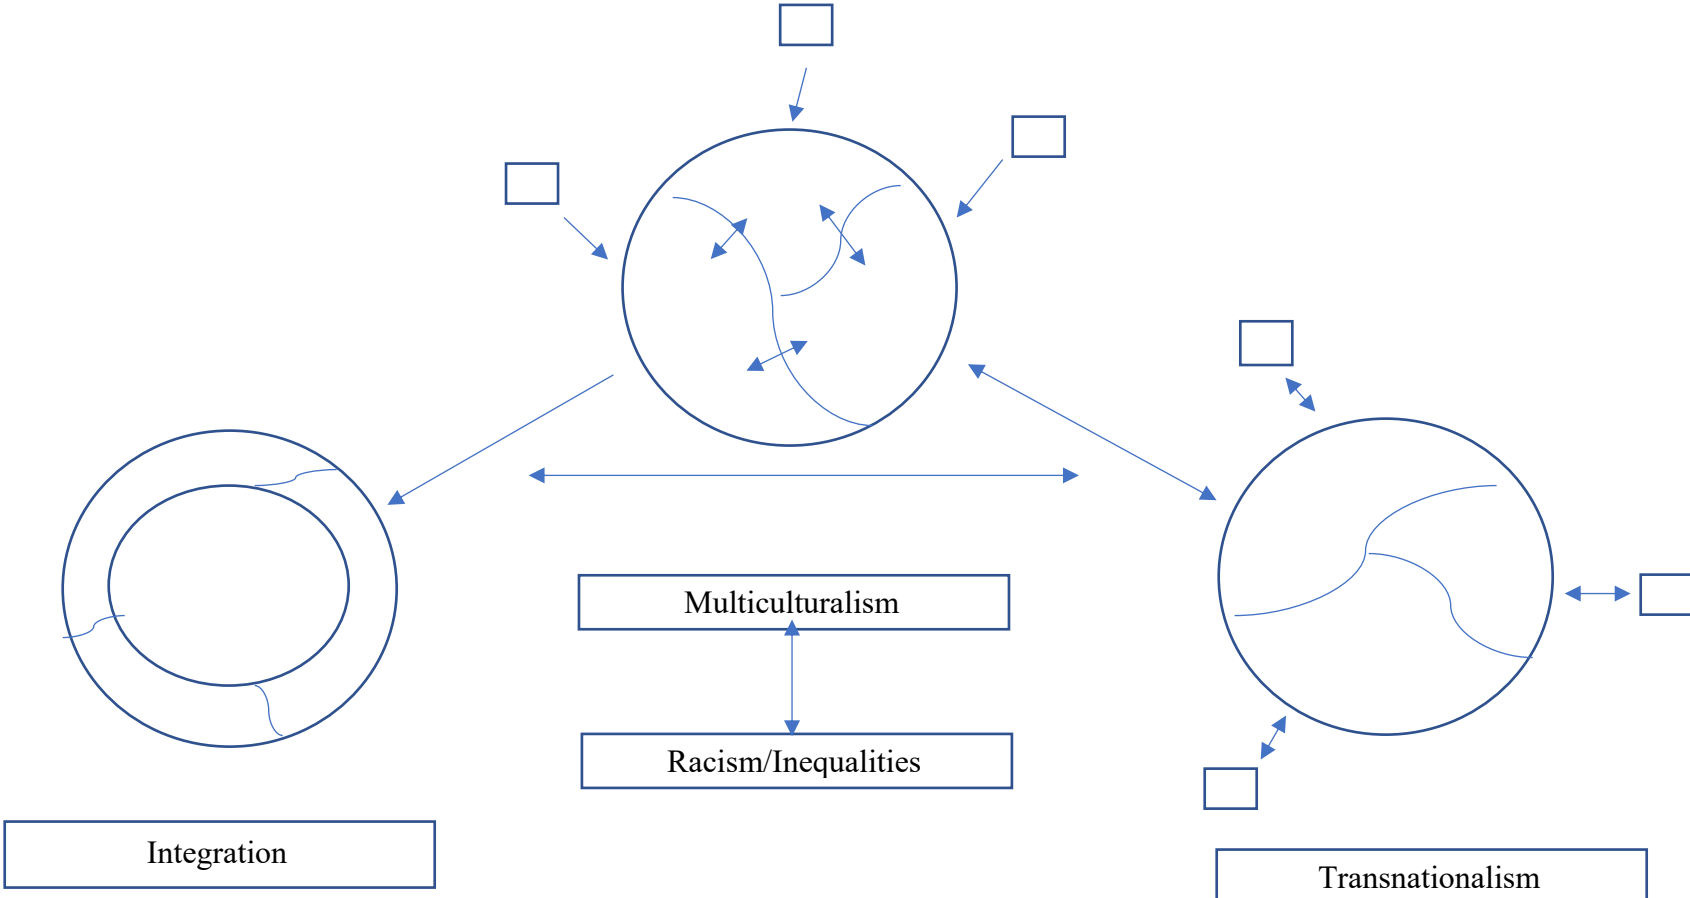 Multiculturalism
Racism/Inequalities
Integration
Transnationalism